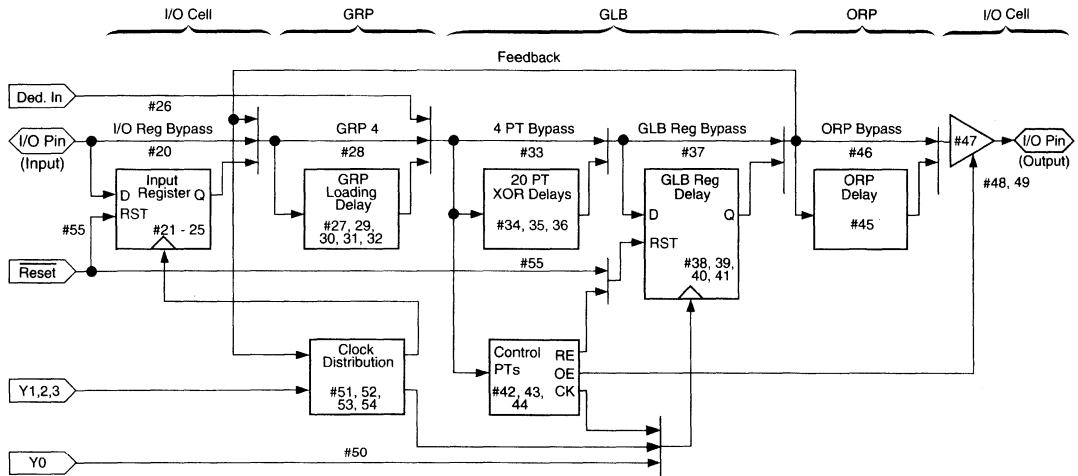 I/O Cell
GRP
GLB
ORP
I/O Cell
Feedback
Ded. In
#26
I/O Pin
(Input)
I/O Reg Bypass
#20
GRP 4
#28
4 PT Bypass
#33
GLB Reg Bypass
#37
ORP Bypass
#46
#47
I/O Pin
(Output)
#48, 49
Input
Register
D
Q
RST
#21 - 25
#55
GRP
Loading
Delay
#27, 29,
30, 31, 32
20 PT
XOR Delays
#34, 35, 36
GLB Reg
Delay
D
Q
RST
#38, 39,
40, 41
ORP
Delay
#45
Reset
#55
Clock
Distribution
#51, 52,
53, 54
Control
PTs
RE
OE
CK
#42, 43,
44
Y1,2,3
Y0
#50